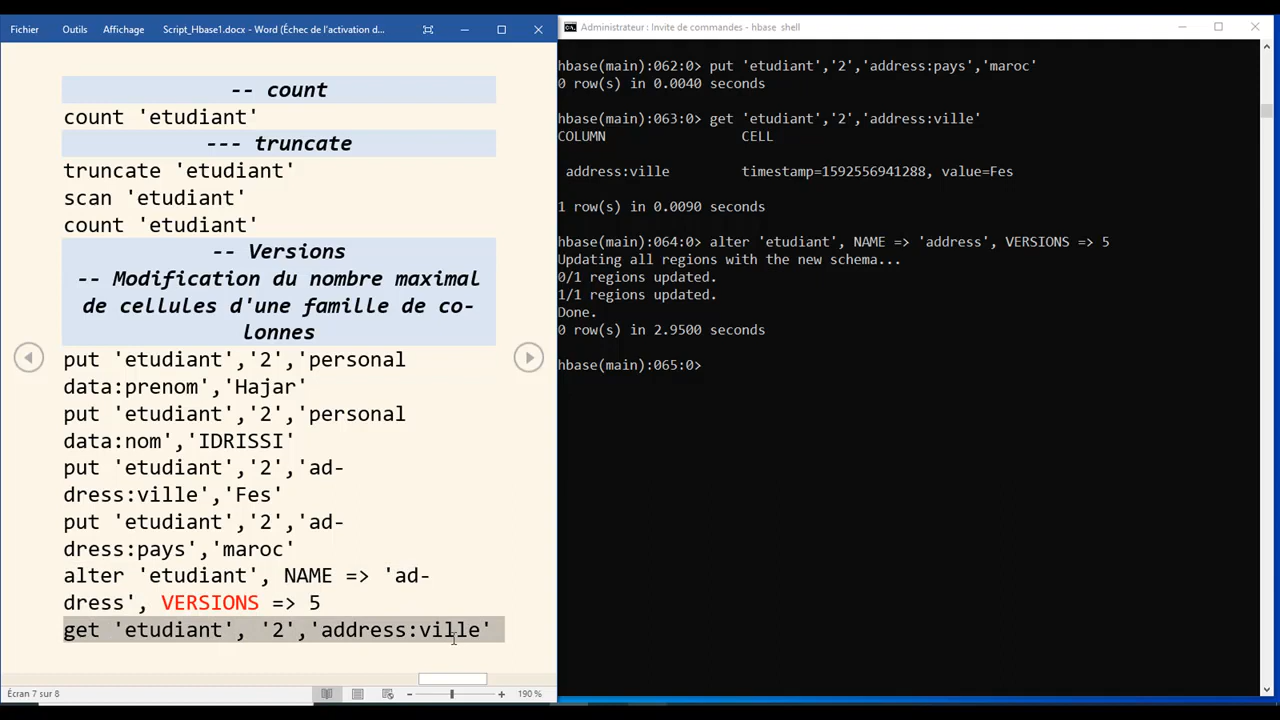 Fichier Outils Affichage Script_Hbase1.docx - Word (Échec de l'activation d...
-- count
count 'etudiant'
--- truncate
truncate 'etudiant'
scan 'etudiant'
count 'etudiant'
-- Versions
-- Modification du nombre maximal
de cellules d'une famille de co-
lonnes
put 'etudiant','2','personal
data:prenom','Hajar'
put 'etudiant','2','personal
data:nom','IDRISSI'
put 'etudiant','2','ad-
dress:ville','Fes'
put 'etudiant','2','ad-
dress:pays','maroc'
alter 'etudiant', NAME => 'ad-
dress', VERSIONS => 5
get 'etudiant', '2','address:ville'
Écran 7 sur 8
190 %
Administrateur : Invite de commandes - hbase shell
hbase(main):062:0> put 'etudiant','2','address:pays','maroc'
0 row(s) in 0.0040 seconds
hbase(main):063:0> get 'etudiant','2','address:ville'
COLUMN CELL
address:ville timestamp=1592556941288, value=Fes
1 row(s) in 0.0090 seconds
hbase(main):064:0> alter 'etudiant', NAME => 'address', VERSIONS => 5
Updating all regions with the new schema...
0/1 regions updated.
1/1 regions updated.
Done.
0 row(s) in 2.9500 seconds
hbase(main):065:0>